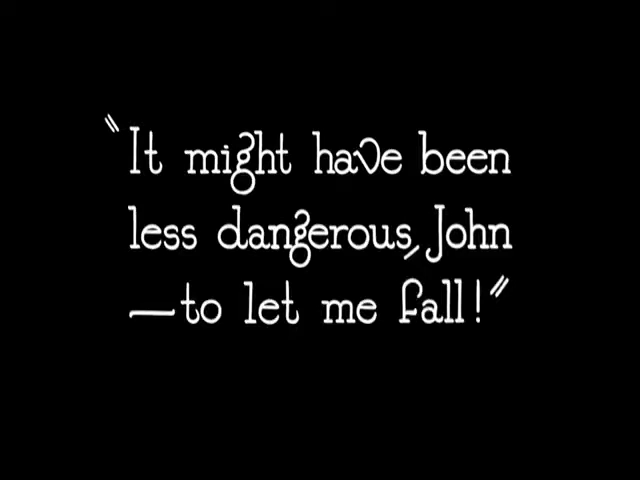 "It might have been
less dangerous, John
—to let me fall!"